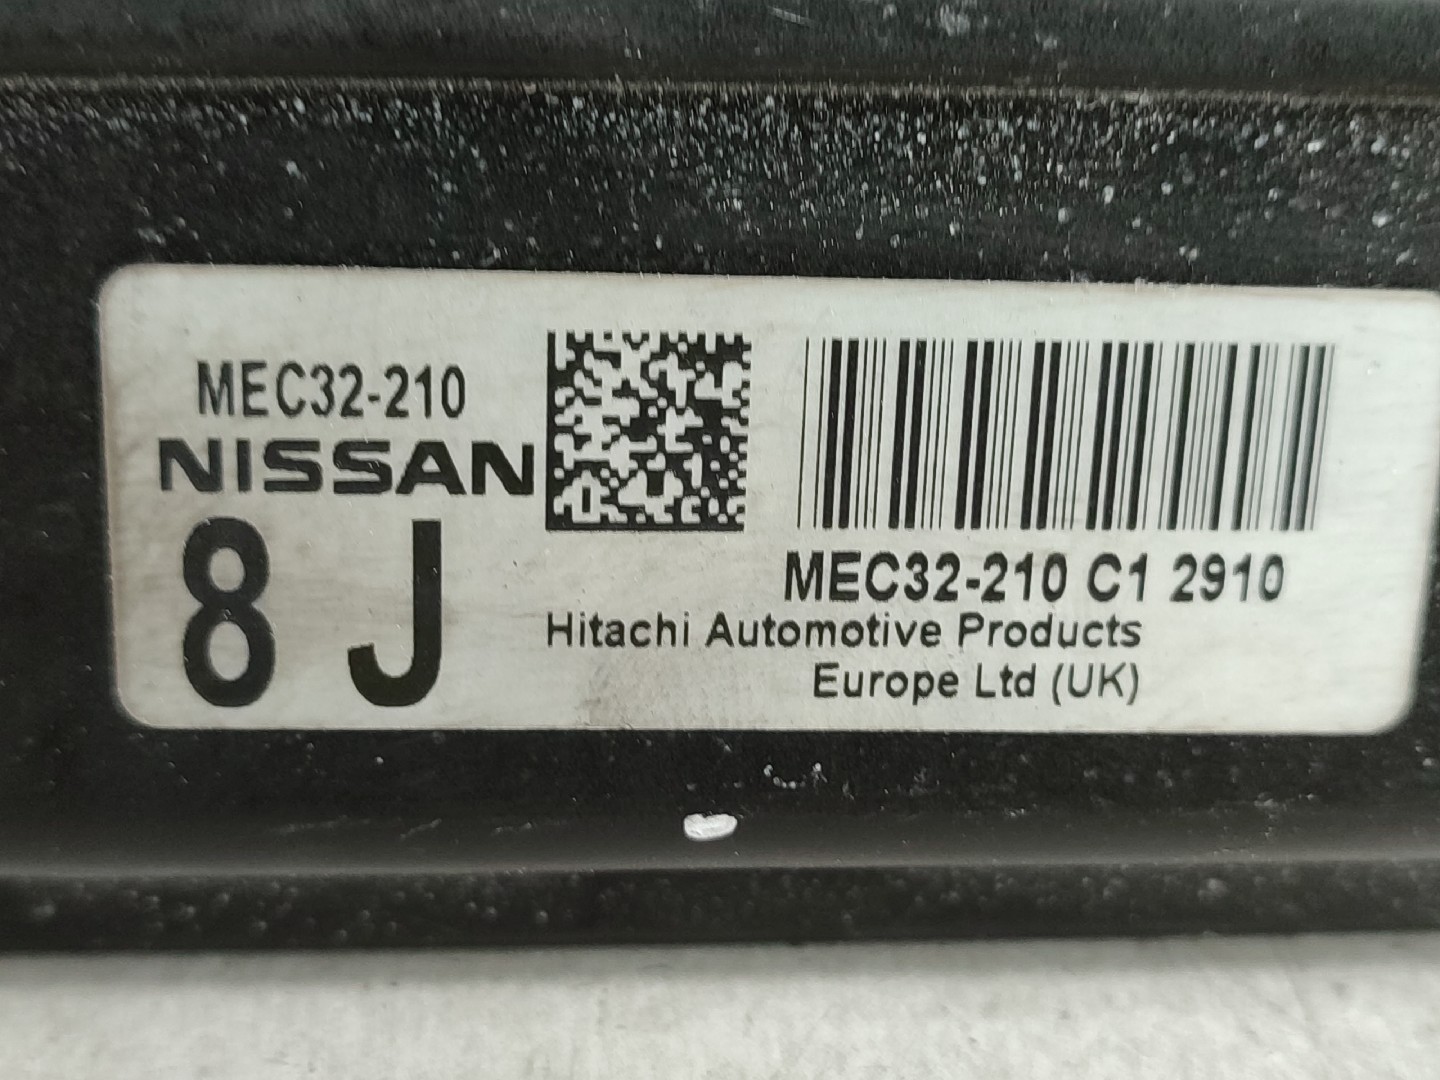 MEC32-210
NISSAN
8 J
MEC32-210 C1 2910
Hitachi Automotive Products
Europe Ltd (UK)